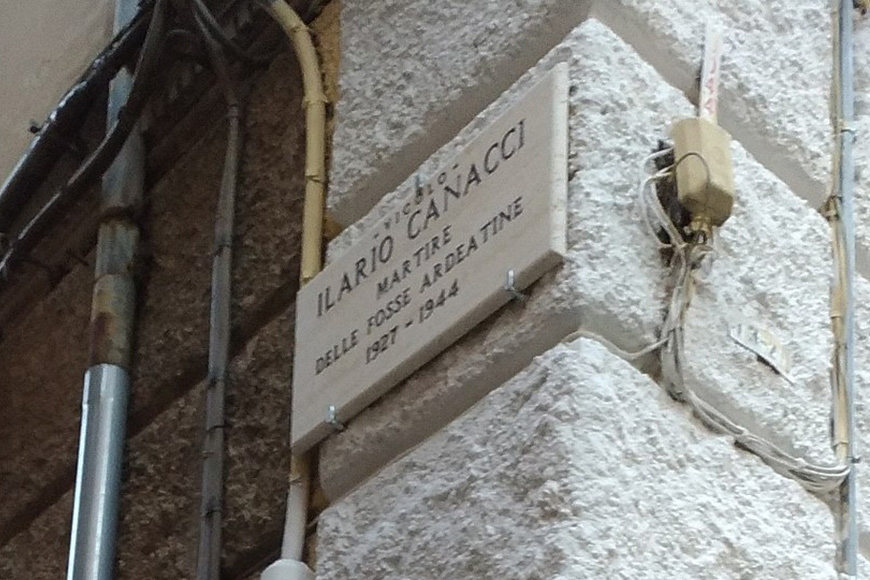 - VICOLO -
ILARIO CANACCI
MARTIRE
DELLE FOSSE ARDEATINE
1927 - 1944